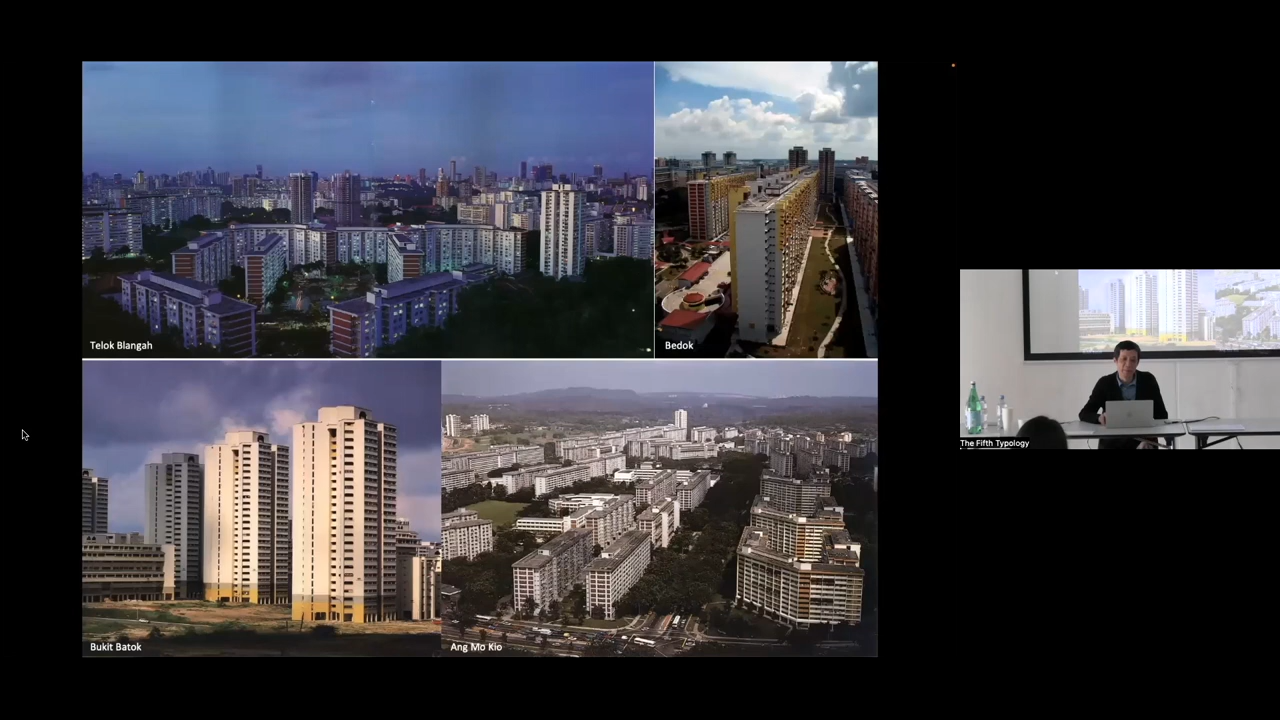 Telok Blangah
Bedok
Bukit Batok
Ang Mo Kio
The Fifth Typology